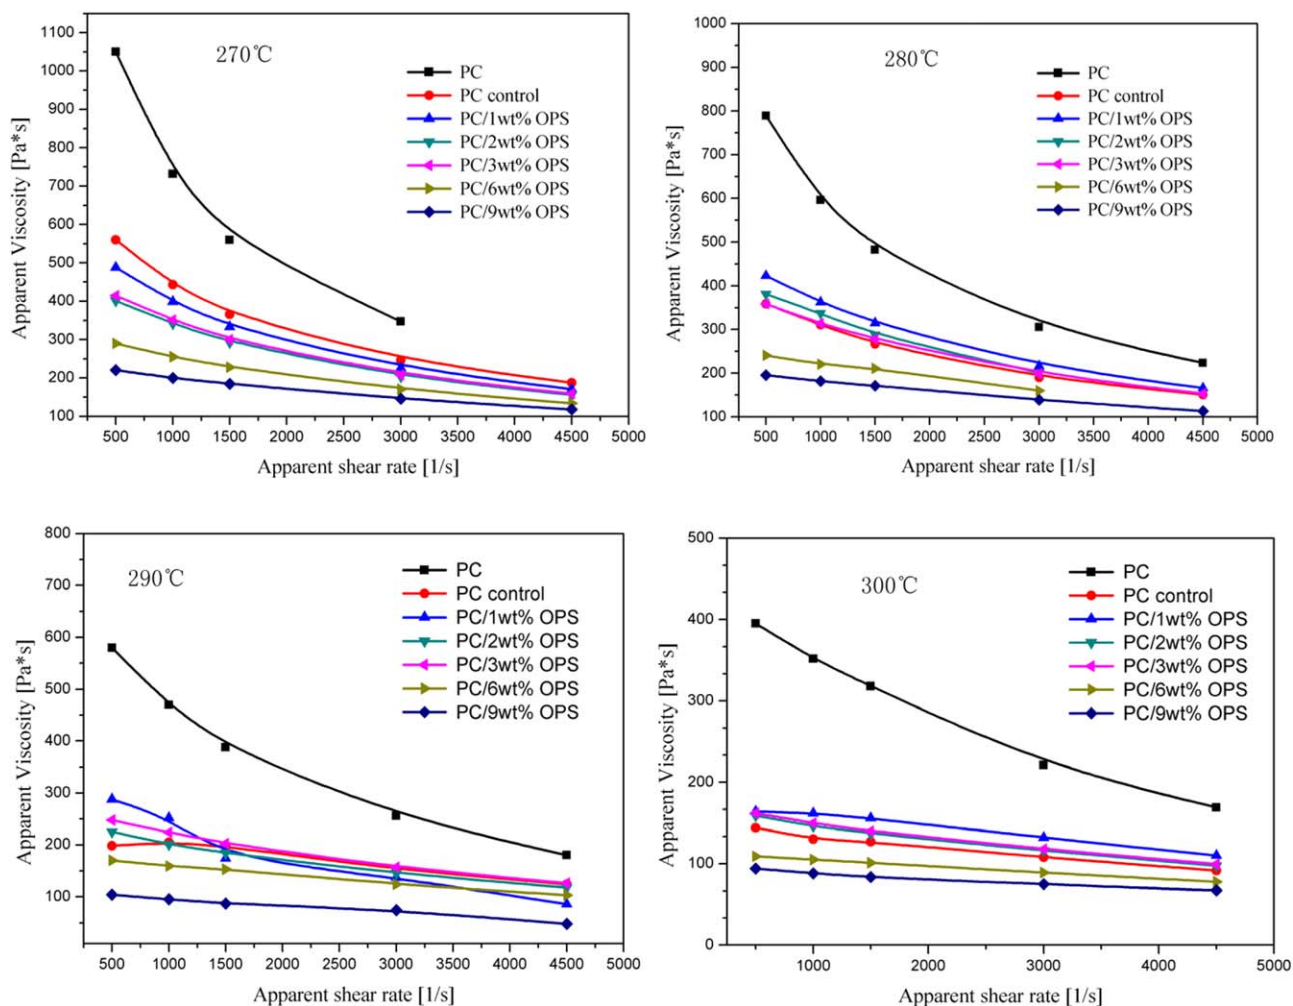 270℃
PC
PC control
PC/1wt% OPS
PC/2wt% OPS
PC/3wt% OPS
PC/6wt% OPS
PC/9wt% OPS
Apparent Viscosity [Pa*s]
1100
1000
900
800
700
600
500
400
300
200
100
500 1000 1500 2000 2500 3000 3500 4000 4500 5000
Apparent shear rate [1/s]
280℃
PC
PC control
PC/1wt% OPS
PC/2wt% OPS
PC/3wt% OPS
PC/6wt% OPS
PC/9wt% OPS
Apparent Viscosity [Pa*s]
1000
900
800
700
600
500
400
300
200
100
500 1000 1500 2000 2500 3000 3500 4000 4500 5000
Apparent shear rate [1/s]
290℃
PC
PC control
PC/1wt% OPS
PC/2wt% OPS
PC/3wt% OPS
PC/6wt% OPS
PC/9wt% OPS
Apparent Viscosity [Pa*s]
800
700
600
500
400
300
200
100
500 1000 1500 2000 2500 3000 3500 4000 4500 5000
Apparent shear rate [1/s]
300℃
PC
PC control
PC/1wt% OPS
PC/2wt% OPS
PC/3wt% OPS
PC/6wt% OPS
PC/9wt% OPS
Apparent Viscosity [Pa*s]
500
400
300
200
100
0
1000 2000 3000 4000 5000
Apparent shear rate [1/s]